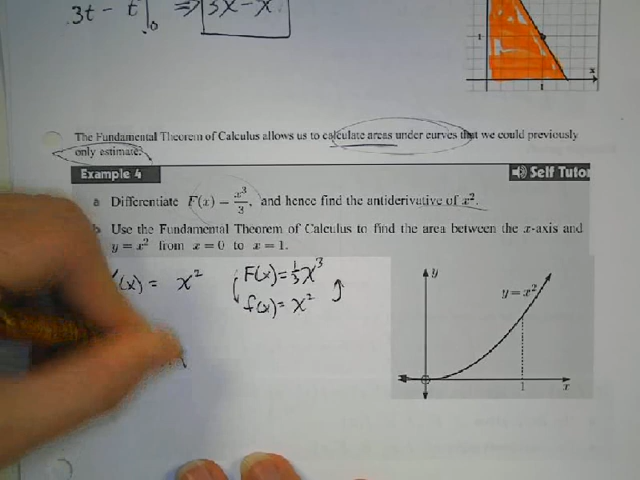 3t - t | 0 ⇒ 3x - x
1
x
1
The Fundamental Theorem of Calculus allows us to calculate areas under curves that we could previously
only estimate.
Example 4
Self Tutor
a Differentiate F(x) = x³/3, and hence find the antiderivative of x².
b Use the Fundamental Theorem of Calculus to find the area between the x-axis and
y = x² from x = 0 to x = 1.
'(x) = x²
F(x) = 1/3 x³
f(x) = x²
y
y = x²
1
x